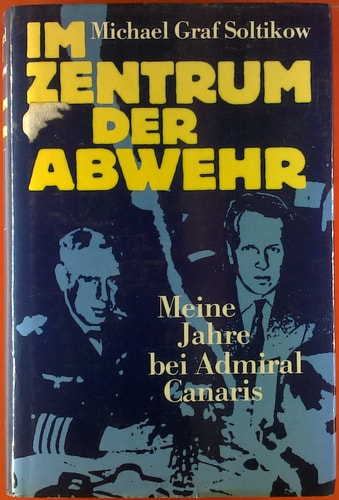 IM Michael Graf Soltikow
ZENTRUM
DER
ABWEHR
Meine
Jahre
bei Admiral
Canaris